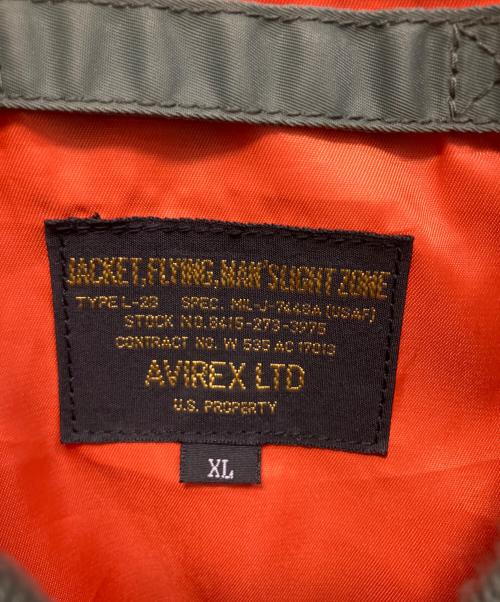 JACKET, FLYING, MAN'S LIGHT ZONE
TYPE L-2B SPEC. MIL-J-7448A (USAF)
STOCK NO. 8415-273-3975
CONTRACT NO. W 535 AC 17013
AVIREX LTD
U.S. PROPERTY
XL